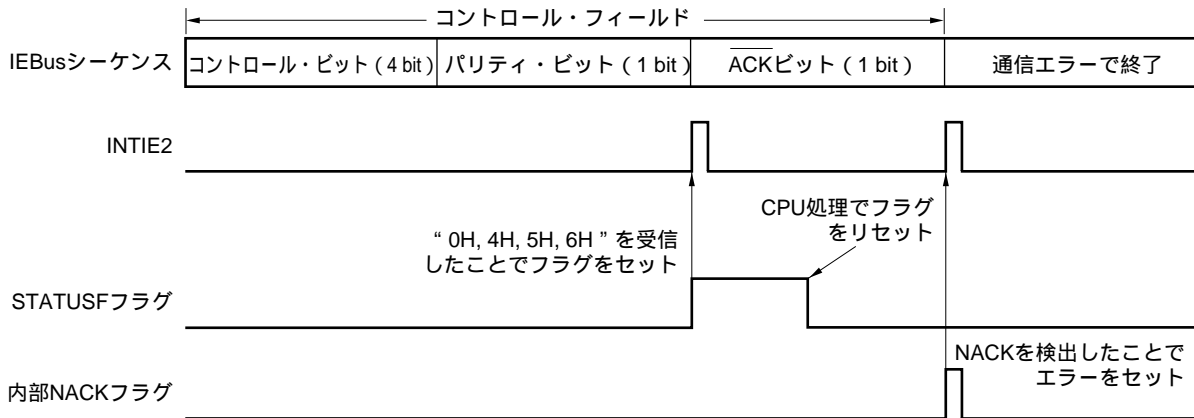 コントロール・フィールド
IEBusシーケンス
コントロール・ビット（4 bit）
パリティ・ビット（1 bit）
ACKビット（1 bit）
通信エラーで終了
INTIE2
“ 0H, 4H, 5H, 6H ” を受信
したことでフラグをセット
CPU処理でフラグ
をリセット
STATUSFフラグ
NACKを検出したことで
エラーをセット
内部NACKフラグ